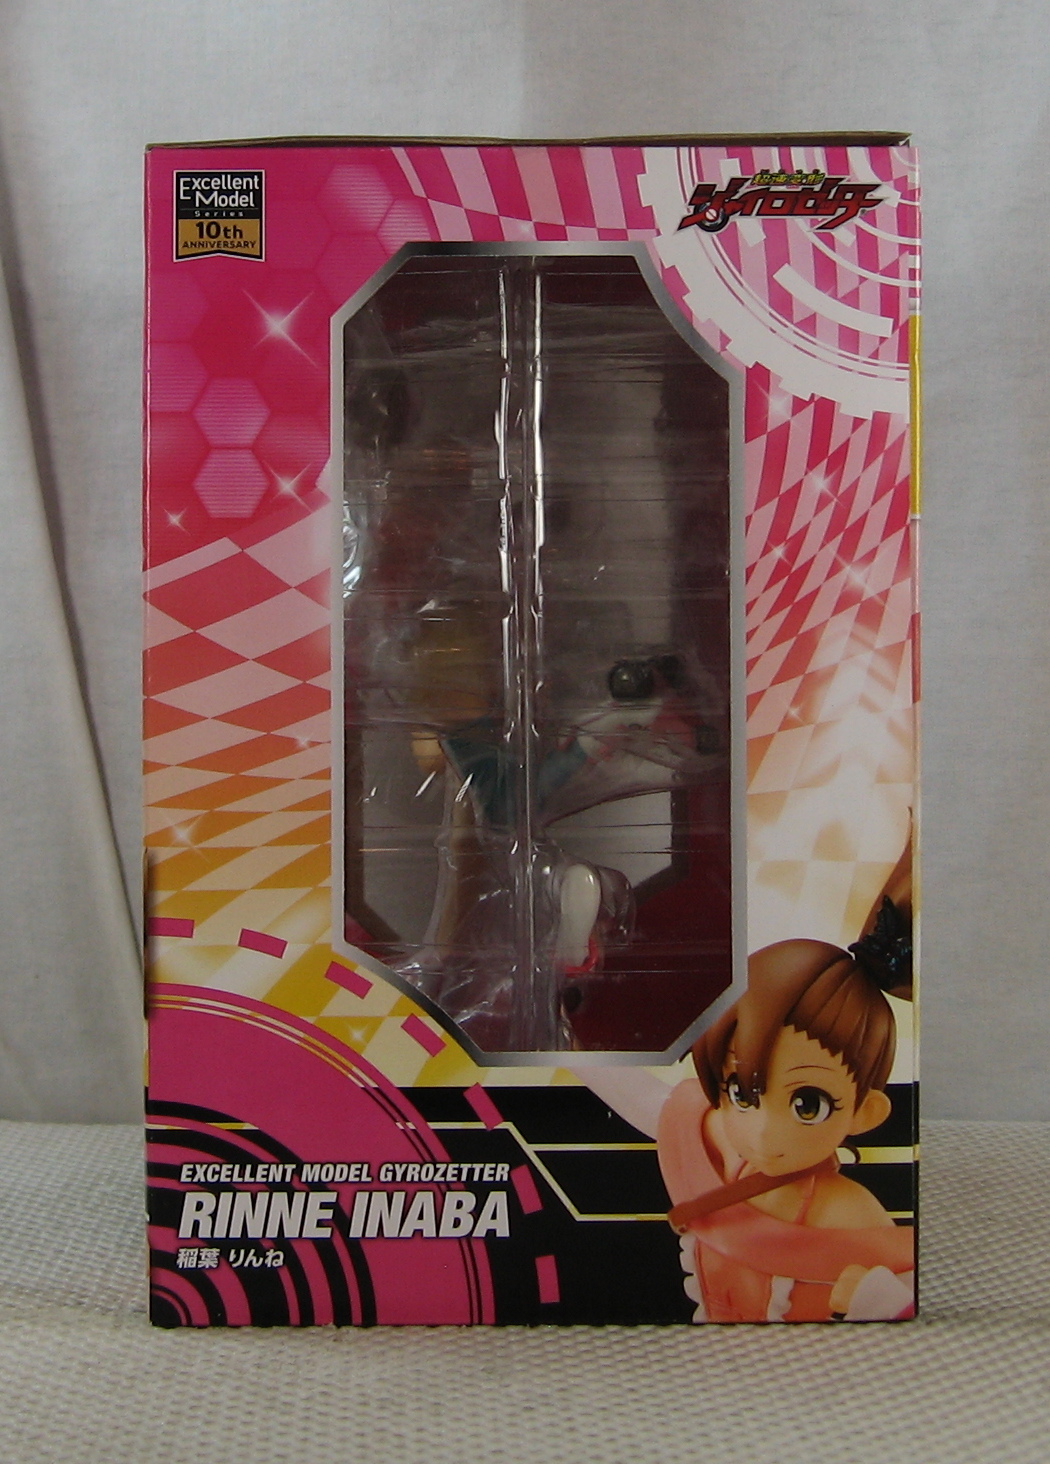 Excellent
Model
Series
10th
ANNIVERSARY
超速変形
ジャイロゼッター
EXCELLENT MODEL GYROZETTER
RINNE INABA
稲葉 りんね